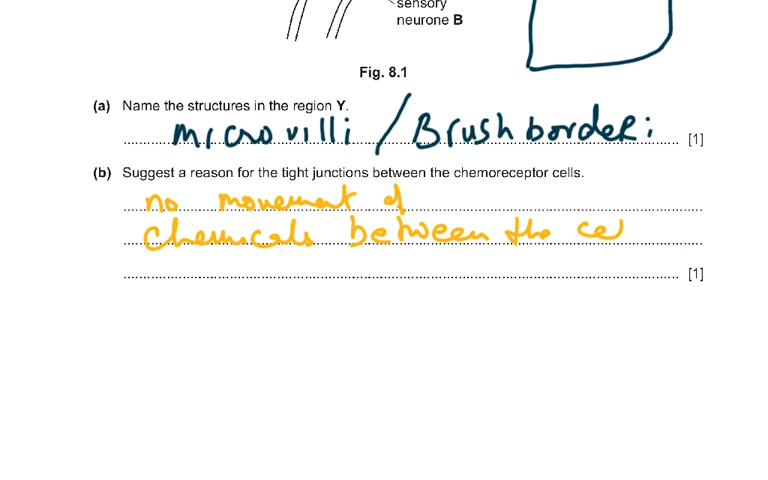 sensory
neurone B
Fig. 8.1
(a) Name the structures in the region Y.
microvilli / Brush border; [1]
(b) Suggest a reason for the tight junctions between the chemoreceptor cells.
no movement of
chemicals between the cel
[1]